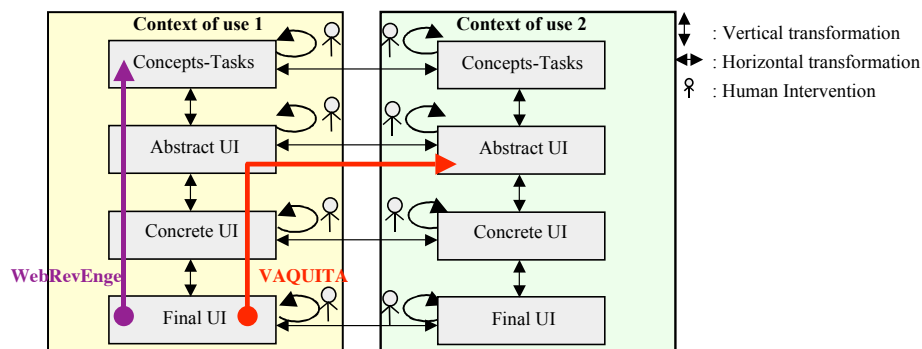 Context of use 1
Context of use 2
: Vertical transformation
: Horizontal transformation
: Human Intervention
Concepts-Tasks
Concepts-Tasks
Abstract UI
Abstract UI
Concrete UI
Concrete UI
WebRevEnge
VAQUITA
Final UI
Final UI